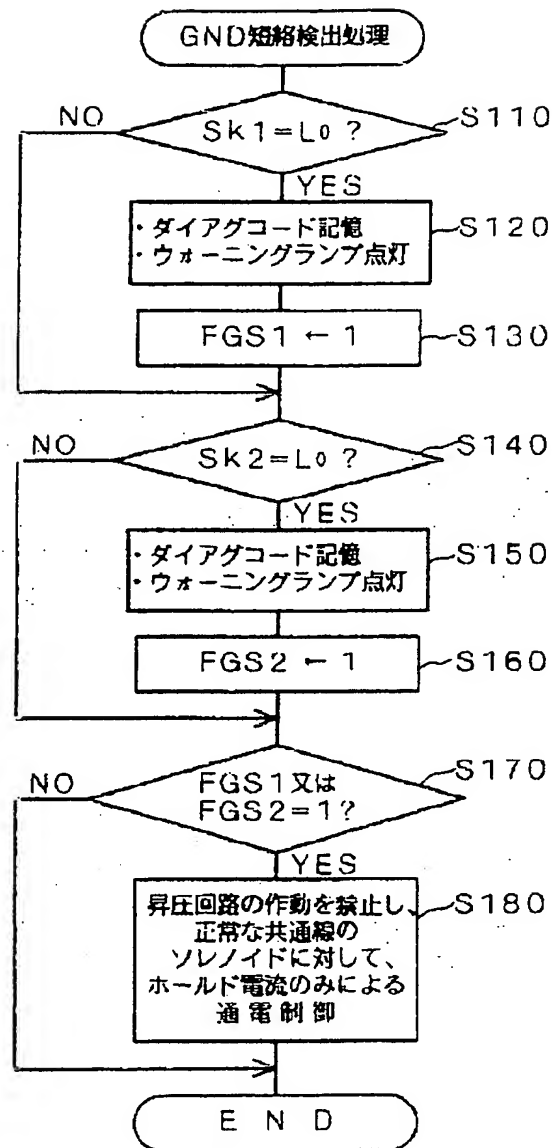 GND短絡検出処理
NO
Sk1=Lo ?
S110
YES
・ダイアグコード記憶
・ウォーニングランプ点灯
S120
FGS1 ← 1
S130
NO
Sk2=Lo ?
S140
YES
・ダイアグコード記憶
・ウォーニングランプ点灯
S150
FGS2 ← 1
S160
NO
FGS1又は
FGS2=1?
S170
YES
昇圧回路の作動を禁止し、
正常な共通線の
ソレノイドに対して、
ホールド電流のみによる
通電制御
S180
END